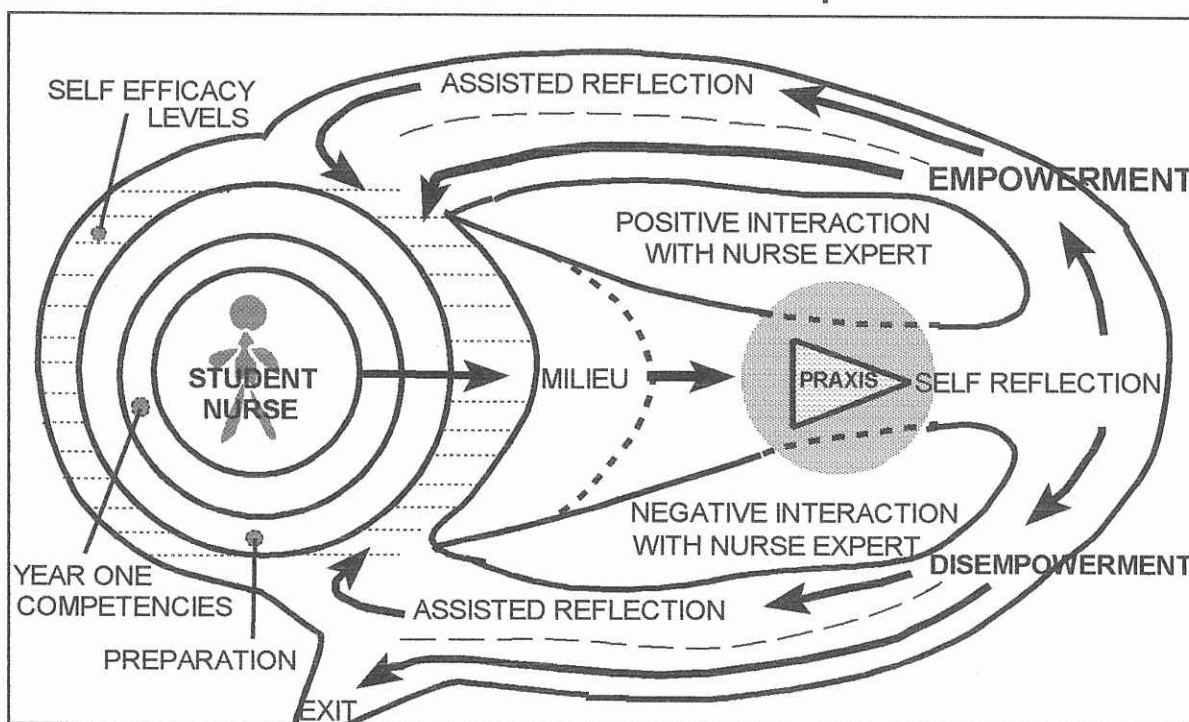 SELF EFFICACY
LEVELS
ASSISTED REFLECTION
EMPOWERMENT
POSITIVE INTERACTION
WITH NURSE EXPERT
STUDENT
NURSE
MILIEU
PRAXIS
SELF REFLECTION
NEGATIVE INTERACTION
WITH NURSE EXPERT
DISEMPOWERMENT
YEAR ONE
COMPETENCIES
ASSISTED REFLECTION
PREPARATION
EXIT